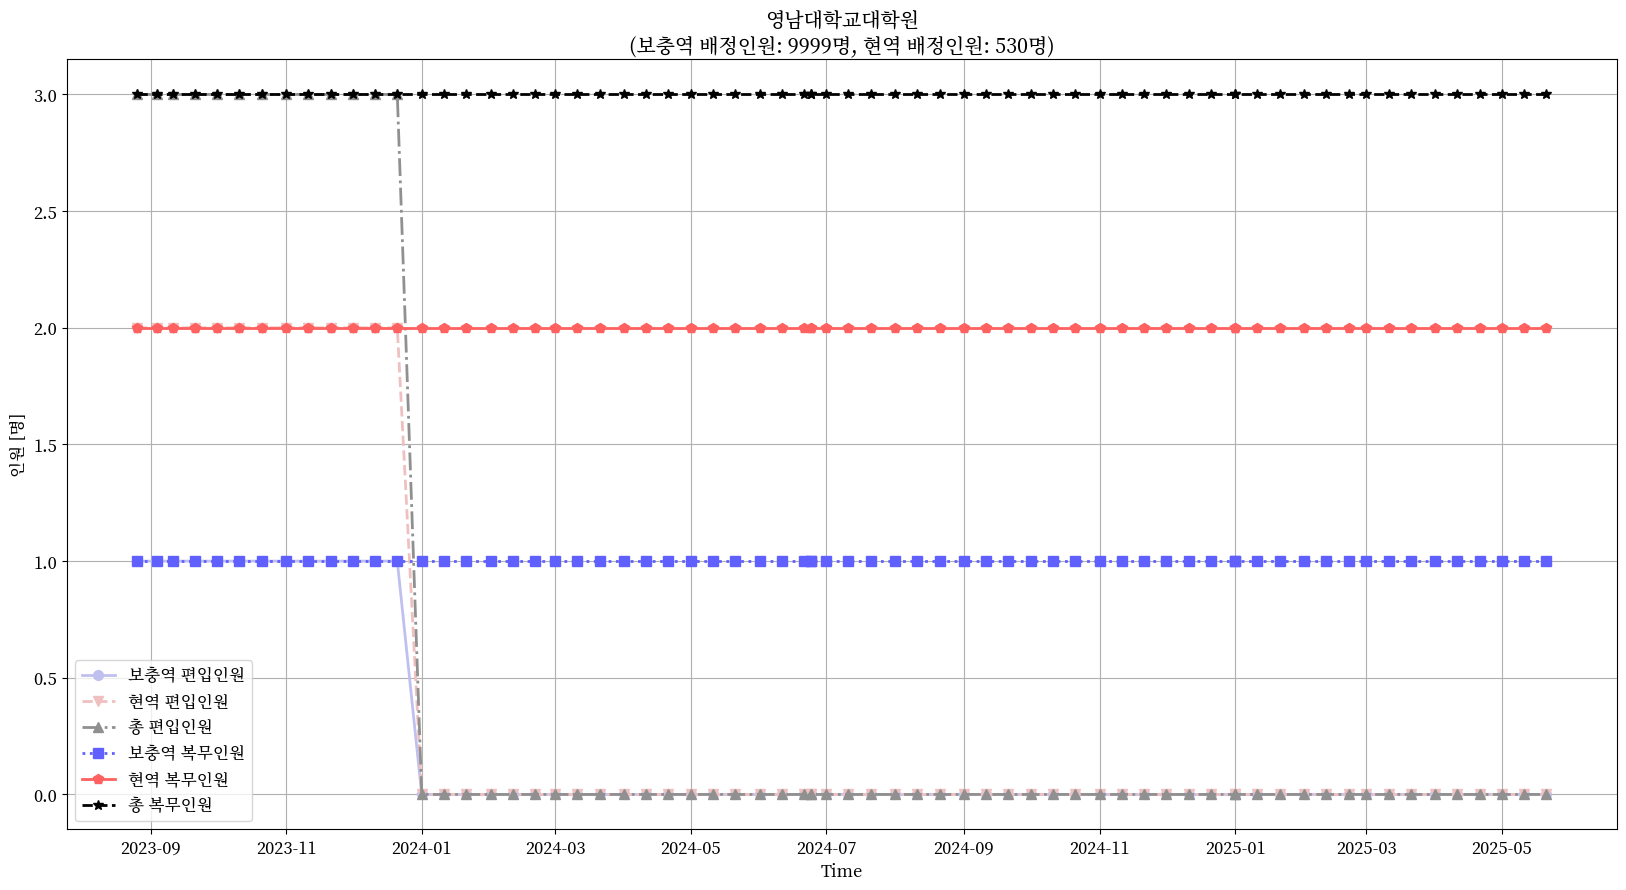 영남대학교대학원
(보충역 배정인원: 9999명, 현역 배정인원: 530명)
3.0
2.5
2.0
1.5
1.0
0.5
0.0
인원 [명]
보충역 편입인원
현역 편입인원
총 편입인원
보충역 복무인원
현역 복무인원
총 복무인원
2023-09 2023-11 2024-01 2024-03 2024-05 2024-07 2024-09 2024-11 2025-01 2025-03 2025-05
Time